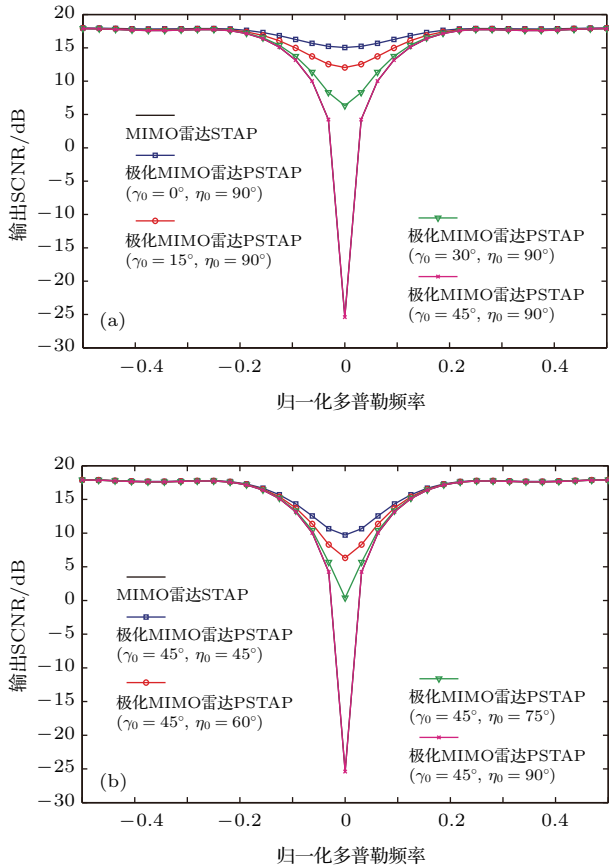 20
15
10
5
0
−5
−10
−15
−20
−25
−30
输出SCNR/dB
MIMO雷达STAP
极化MIMO雷达PSTAP
(γ₀ = 0°, η₀ = 90°)
极化MIMO雷达PSTAP
(γ₀ = 15°, η₀ = 90°)
极化MIMO雷达PSTAP
(γ₀ = 30°, η₀ = 90°)
极化MIMO雷达PSTAP
(γ₀ = 45°, η₀ = 90°)
(a)
−0.4
−0.2
0
0.2
0.4
归一化多普勒频率
20
15
10
5
0
−5
−10
−15
−20
−25
−30
输出SCNR/dB
MIMO雷达STAP
极化MIMO雷达PSTAP
(γ₀ = 45°, η₀ = 45°)
极化MIMO雷达PSTAP
(γ₀ = 45°, η₀ = 60°)
极化MIMO雷达PSTAP
(γ₀ = 45°, η₀ = 75°)
极化MIMO雷达PSTAP
(γ₀ = 45°, η₀ = 90°)
(b)
−0.4
−0.2
0
0.2
0.4
归一化多普勒频率